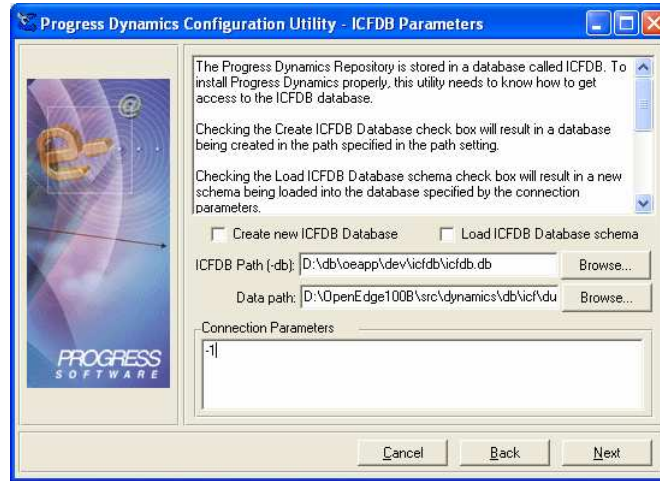 Progress Dynamics Configuration Utility - ICFDB Parameters
The Progress Dynamics Repository is stored in a database called ICFDB. To
install Progress Dynamics properly, this utility needs to know how to get
access to the ICFDB database.
Checking the Create ICFDB Database check box will result in a database
being created in the path specified in the path setting.
Checking the Load ICFDB Database schema check box will result in a new
schema being loaded into the database specified by the connection
parameters.
@
e-
PROGRESS
SOFTWARE
Create new ICFDB Database Load ICFDB Database schema
ICFDB Path (-db): D:\db\oeapp\dev\icfdb\icfdb.db Browse...
Data path: D:\OpenEdge100B\src\dynamics\db\icf\du Browse...
Connection Parameters
-1
Cancel Back Next